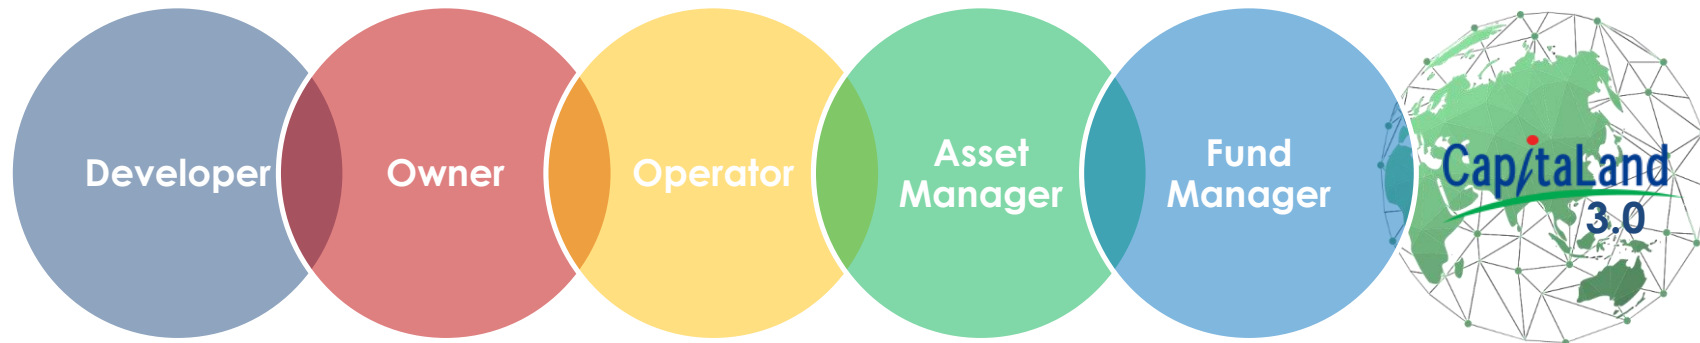 Developer
Owner
Operator
Asset
Manager
Fund
Manager
CapitaLand
3.0